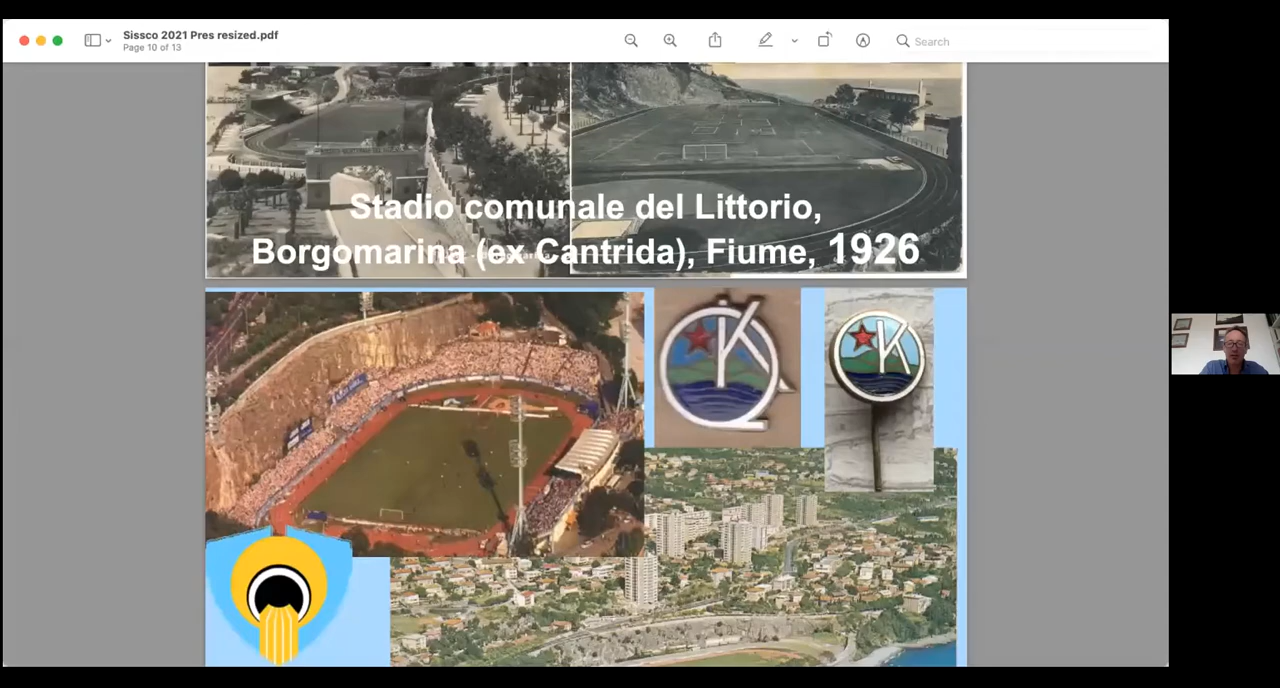 Sissco 2021 Pres resized.pdf
Page 10 of 13
Search
Stadio comunale del Littorio,
Borgomarina (ex Cantrida), Fiume, 1926
K
K